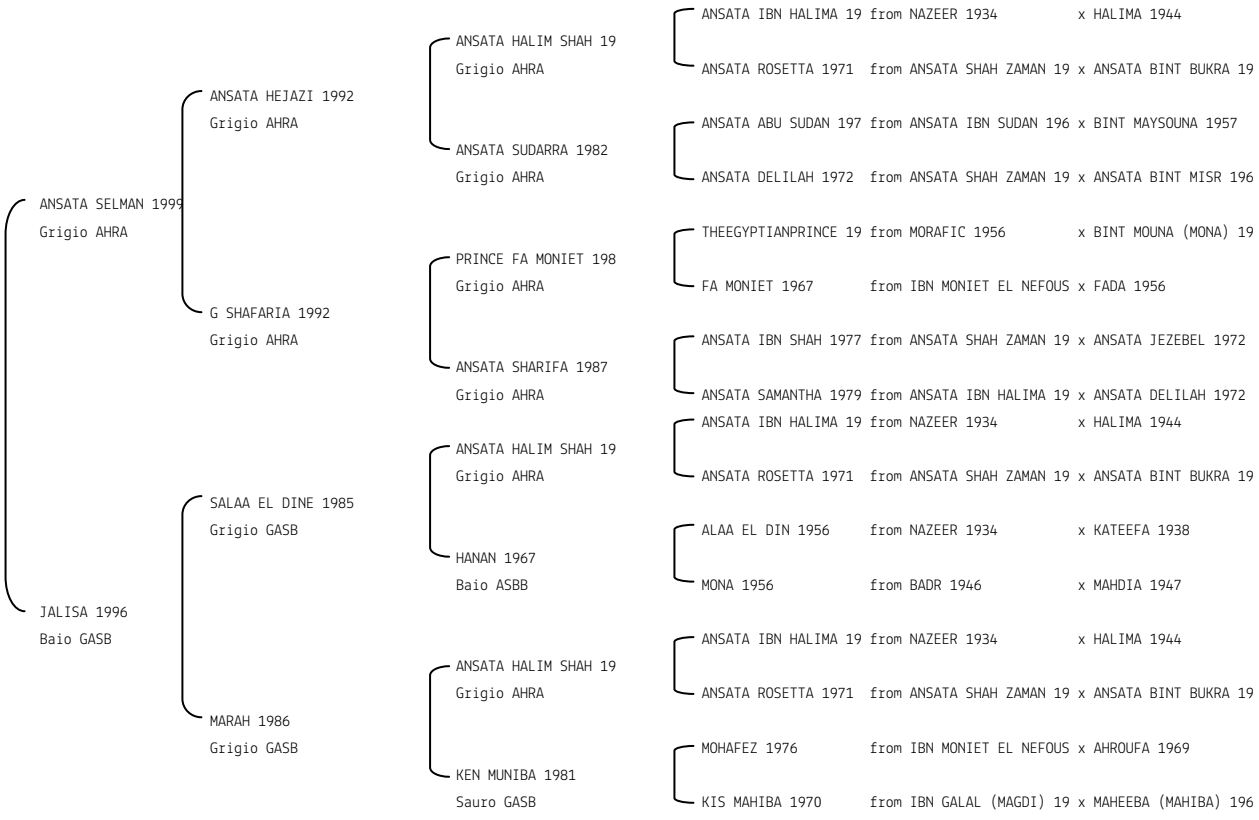 ANSATA IBN HALIMA 19 from NAZEER 1934 x HALIMA 1944
ANSATA HALIM SHAH 19
Grigio AHRA
ANSATA ROSETTA 1971 from ANSATA SHAH ZAMAN 19 x ANSATA BINT BUKRA 19
ANSATA HEJAZI 1992
Grigio AHRA
ANSATA ABU SUDAN 197 from ANSATA IBN SUDAN 196 x BINT MAYSOUNA 1957
ANSATA SUDARRA 1982
Grigio AHRA
ANSATA DELILAH 1972 from ANSATA SHAH ZAMAN 19 x ANSATA BINT MISR 196
ANSATA SELMAN 1999
Grigio AHRA
THEEGYPTIANPRINCE 19 from MORAFIC 1956 x BINT MOUNA (MONA) 19
PRINCE FA MONIET 198
Grigio AHRA
FA MONIET 1967 from IBN MONIET EL NEFOUS x FADA 1956
G SHAFARIA 1992
Grigio AHRA
ANSATA IBN SHAH 1977 from ANSATA SHAH ZAMAN 19 x ANSATA JEZEBEL 1972
ANSATA SHARIFA 1987
Grigio AHRA
ANSATA SAMANTHA 1979 from ANSATA IBN HALIMA 19 x ANSATA DELILAH 1972
ANSATA IBN HALIMA 19 from NAZEER 1934 x HALIMA 1944
ANSATA HALIM SHAH 19
Grigio AHRA
ANSATA ROSETTA 1971 from ANSATA SHAH ZAMAN 19 x ANSATA BINT BUKRA 19
SALAA EL DINE 1985
Grigio GASB
ALAA EL DIN 1956 from NAZEER 1934 x KATEEFA 1938
HANAN 1967
Baio ASBB
MONA 1956 from BADR 1946 x MAHDIA 1947
JALISA 1996
Baio GASB
ANSATA IBN HALIMA 19 from NAZEER 1934 x HALIMA 1944
ANSATA HALIM SHAH 19
Grigio AHRA
ANSATA ROSETTA 1971 from ANSATA SHAH ZAMAN 19 x ANSATA BINT BUKRA 19
MARAH 1986
Grigio GASB
MOHAFEZ 1976 from IBN MONIET EL NEFOUS x AHROUFA 1969
KEN MUNIBA 1981
Sauro GASB
KIS MAHIBA 1970 from IBN GALAL (MAGDI) 19 x MAHEEBA (MAHIBA) 196